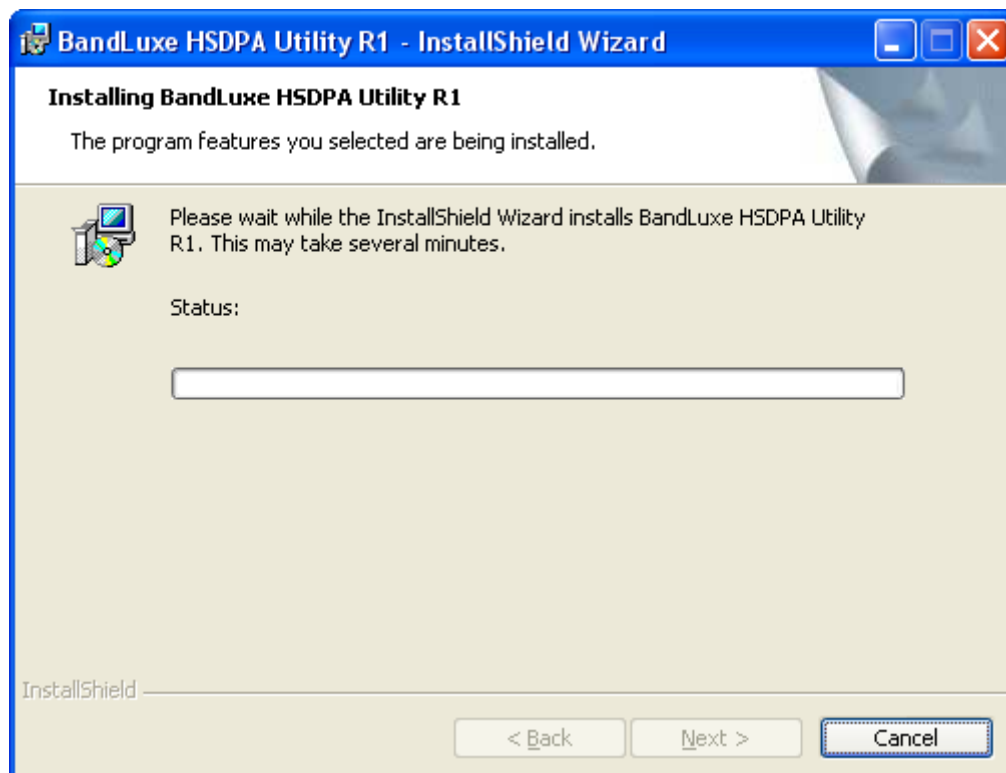 BandLuxe HSDPA Utility R1 - InstallShield Wizard
Installing BandLuxe HSDPA Utility R1
The program features you selected are being installed.
Please wait while the InstallShield Wizard installs BandLuxe HSDPA Utility
R1. This may take several minutes.
Status:
InstallShield
< Back
Next >
Cancel